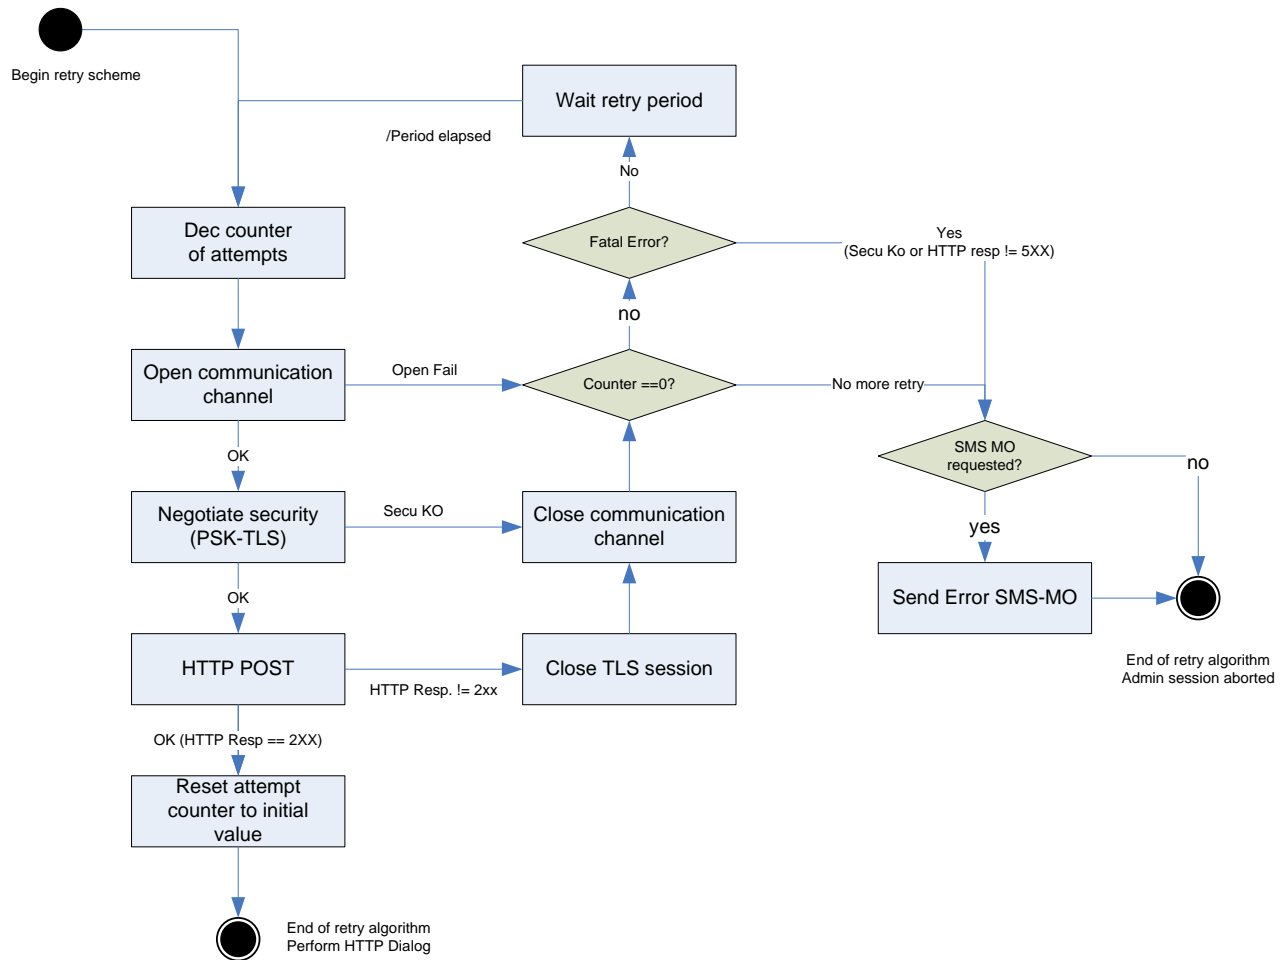 Begin retry scheme
Wait retry period
/Period elapsed
No
Dec counter
of attempts
Fatal Error?
Yes
(Secu Ko or HTTP resp != 5XX)
no
Open communication
channel
Open Fail
Counter ==0?
No more retry
OK
SMS MO
requested?
no
Negotiate security
(PSK-TLS)
Secu KO
Close communication
channel
yes
OK
Send Error SMS-MO
HTTP POST
HTTP Resp. != 2xx
Close TLS session
End of retry algorithm
Admin session aborted
OK (HTTP Resp == 2XX)
Reset attempt
counter to initial
value
End of retry algorithm
Perform HTTP Dialog